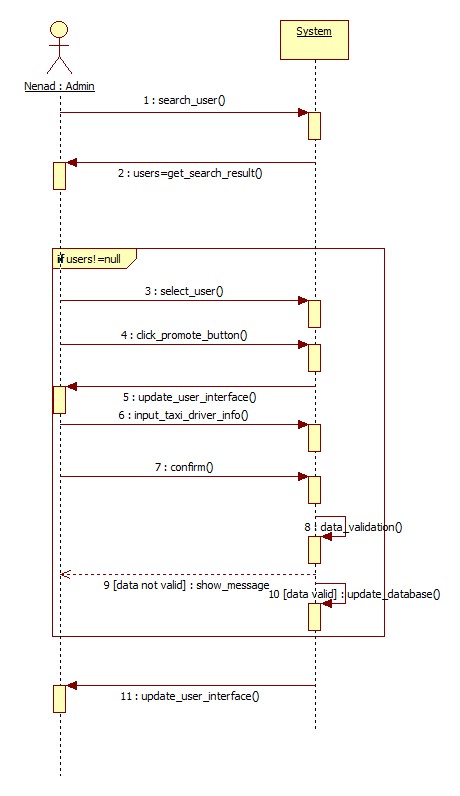 System
Nenad : Admin
1 : search_user()
2 : users=get_search_result()
if users!=null
3 : select_user()
4 : click_promote_button()
5 : update_user_interface()
6 : input_taxi_driver_info()
7 : confirm()
8 : data_validation()
9 [data not valid] : show_message
10 [data valid] : update_database()
11 : update_user_interface()